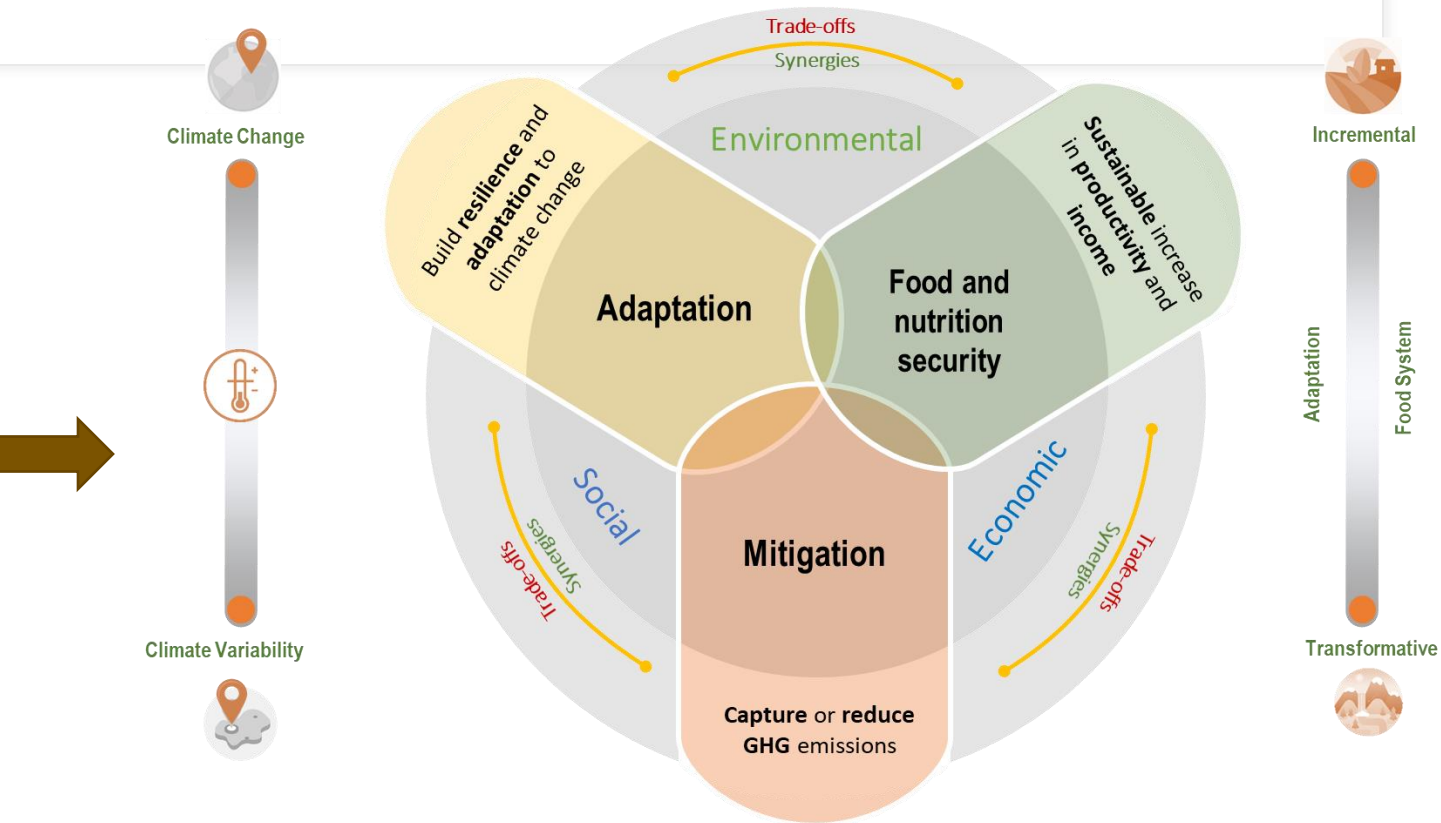 Trade-offs
Synergies
Climate Change
Incremental
Environmental
Build resilience and
adaptation to
climate change
Sustainable increase
in productivity and
income
Adaptation
Food and
nutrition
security
Adaptation
Food System
Social
Economic
Synergies
Trade-offs
Synergies
Trade-offs
Mitigation
Climate Variability
Transformative
Capture or reduce
GHG emissions
+
-